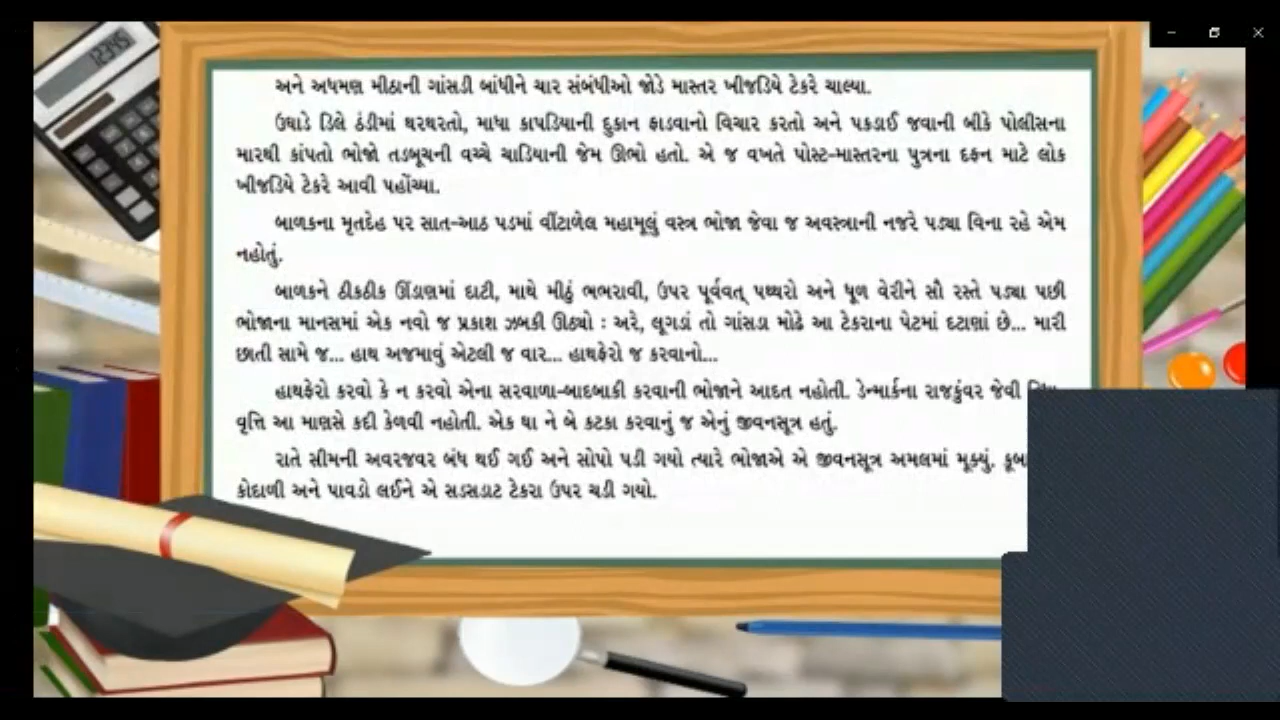 12345
અને અધમણ મીઠાની ગાંસડી બાંધીને ચાર સંબંધીઓ જોડે માસ્તર ખીજડિયે ટેકરે ચાલ્યા.
ઉઘાડે ડિલે ઠંડીમાં થરથરતો, માધા કાપડિયાની દુકાન ફાડવાનો વિચાર કરતો અને પકડાઈ જવાની બીકે પોલીસના
મારથી કાંપતો ભોજો તડબૂચની વચ્ચે ચાડિયાની જેમ ઊભો હતો. એ જ વખતે પોસ્ટ-માસ્તરના પુત્રના દફન માટે લોક
ખીજડિયે ટેકરે આવી પહોંચ્યા.
બાળકના મૃતદેહ પર સાત-આઠ પડમાં વીંટાળેલ મહામૂલું વસ્ત્ર ભોજા જેવા જ અવસ્ત્રાની નજરે પડ્યા વિના રહે એમ
નહોતું.
બાળકને ઠીકઠીક ઊંડાણમાં દાટી, માથે મીઠું ભભરાવી, ઉપર પૂર્વવત્ પથ્થરો અને ધૂળ વેરીને સૌ રસ્તે પડ્યા પછી
ભોજાના માનસમાં એક નવો જ પ્રકાશ ઝબકી ઊઠ્યો : અરે, લૂગડાં તો ગાંસડા મોઢે આ ટેકરાના પેટમાં દટાણાં છે... મારી
છાતી સામે જ... હાથ અજમાવું એટલી જ વાર... હાથફેરો જ કરવાનો...
હાથફેરો કરવો કે ન કરવો એના સરવાળા-બાદબાકી કરવાની ભોજાને આદત નહોતી. ડેન્માર્કના રાજકુંવર જેવી
વૃત્તિ આ માણસે કદી કેળવી નહોતી. એક ઘા ને બે કટકા કરવાનું જ એનું જીવનસૂત્ર હતું.
રાતે સીમની અવરજવર બંધ થઈ ગઈ અને સોપો પડી ગયો ત્યારે ભોજાએ એ જીવનસૂત્ર અમલમાં મૂક્યું.
કોદાળી અને પાવડો લઈને એ સડસડાટ ટેકરા ઉપર ચડી ગયો.